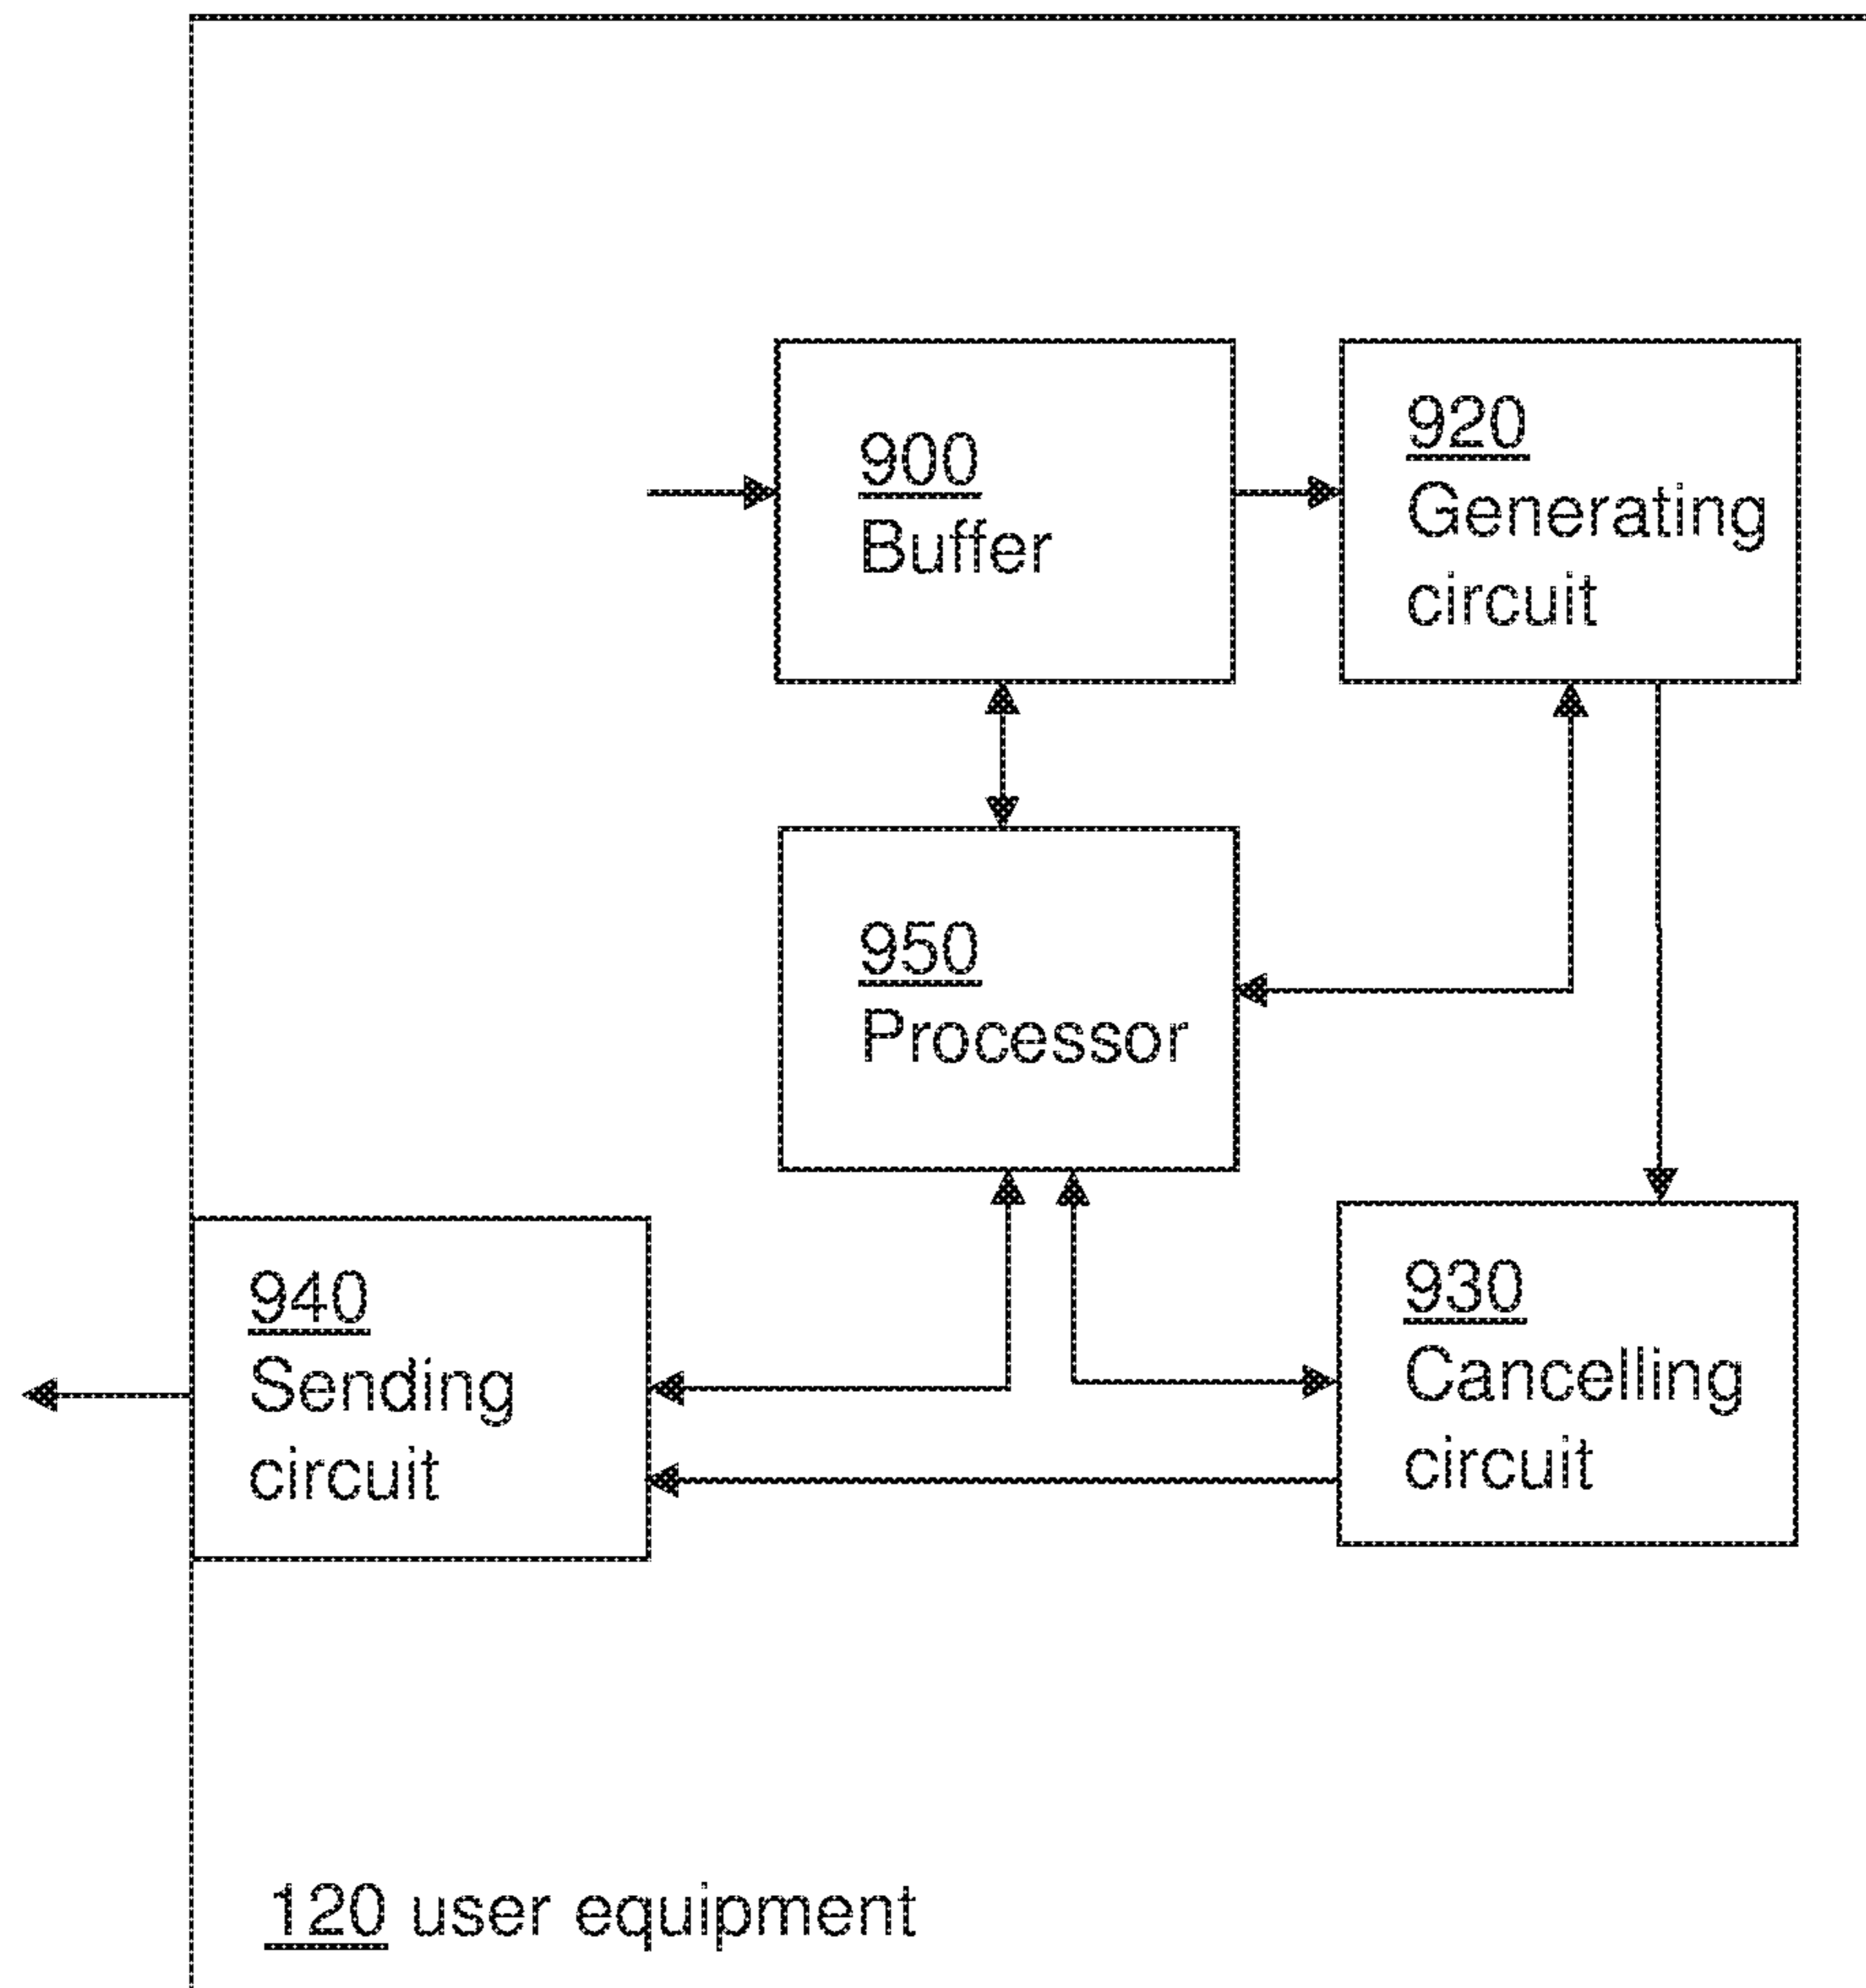 900
Buffer
920
Generating
circuit
950
Processor
940
Sending
circuit
930
Cancelling
circuit
120 user equipment